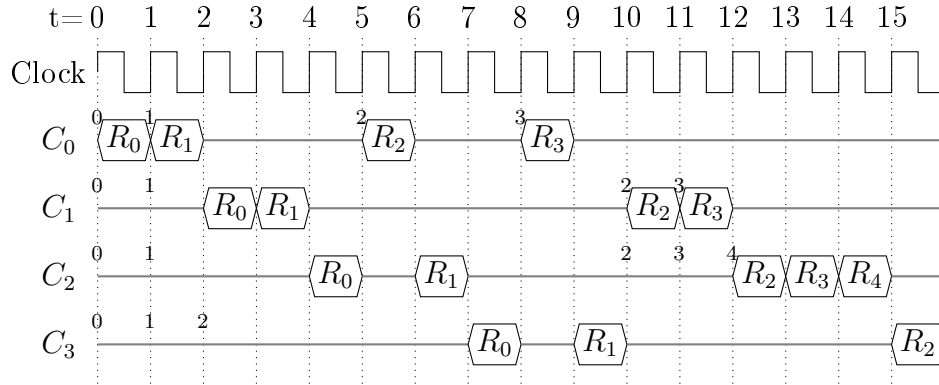 t= 0 1 2 3 4 5 6 7 8 9 10 11 12 13 14 15
Clock
0 1 2 3
C₀ R₀ R₁ R₂ R₃
0 1 2 3
C₁ R₀ R₁ R₂ R₃
0 1 2 3 4
C₂ R₀ R₁ R₂ R₃ R₄
0 1 2
C₃ R₀ R₁ R₂